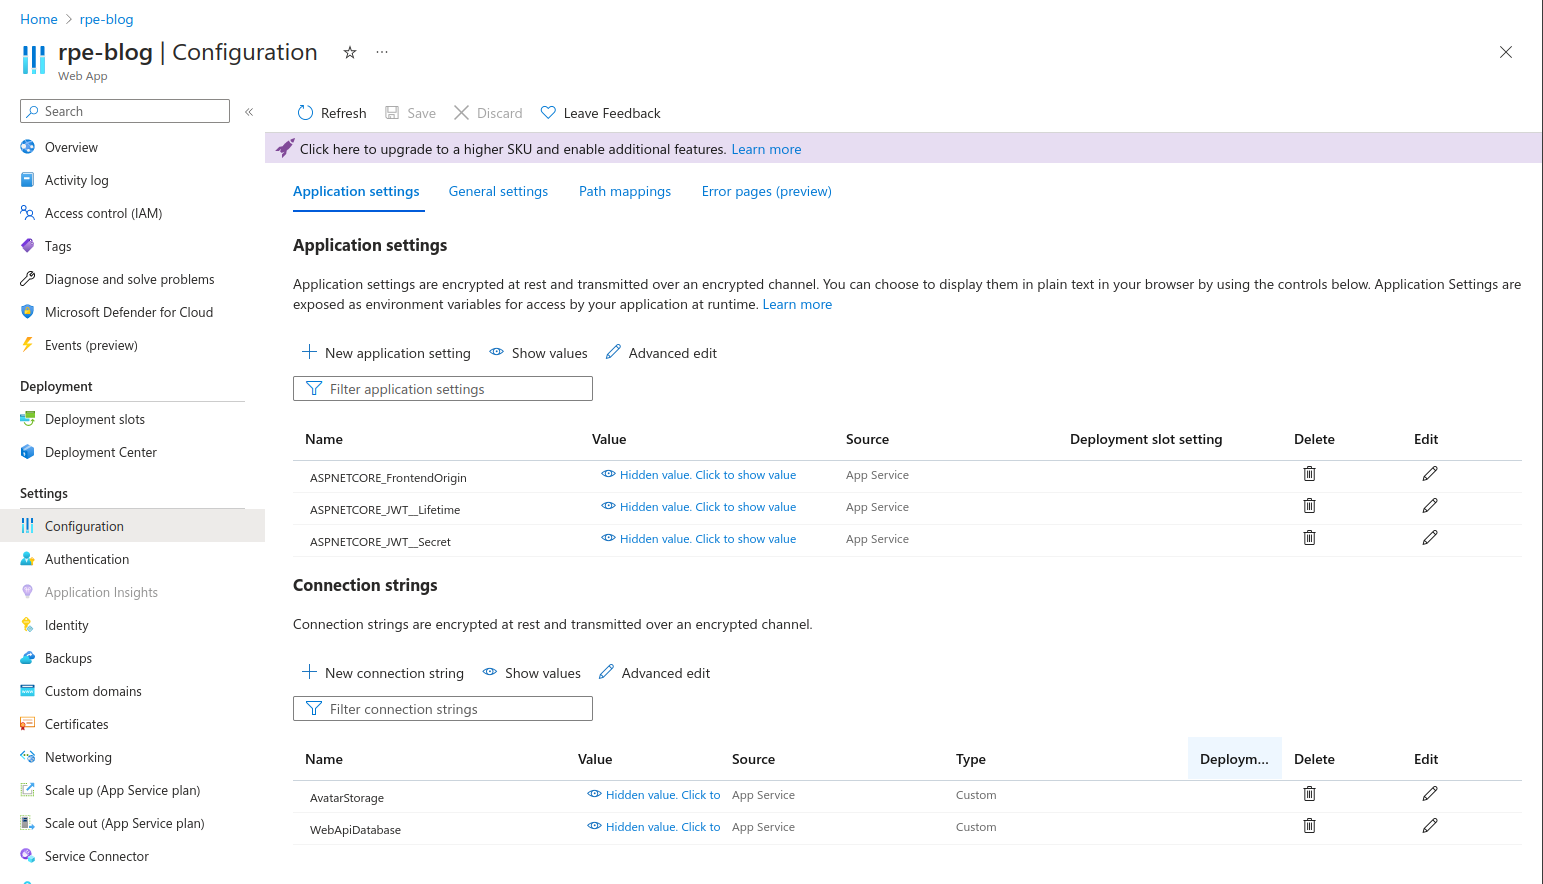 Home > rpe-blog
rpe-blog | Configuration ☆ ···
Web App
Search
«
Overview
Activity log
Access control (IAM)
Tags
Diagnose and solve problems
Microsoft Defender for Cloud
Events (preview)
Deployment
Deployment slots
Deployment Center
Settings
Configuration
Authentication
Application Insights
Identity
Backups
Custom domains
Certificates
Networking
Scale up (App Service plan)
Scale out (App Service plan)
Service Connector
Refresh Save Discard Leave Feedback
Click here to upgrade to a higher SKU and enable additional features. Learn more
Application settings General settings Path mappings Error pages (preview)
Application settings
Application settings are encrypted at rest and transmitted over an encrypted channel. You can choose to display them in plain text in your browser by using the controls below. Application Settings are
exposed as environment variables for access by your application at runtime. Learn more
New application setting Show values Advanced edit
Filter application settings
Name Value Source Deployment slot setting Delete Edit
ASPNETCORE_FrontendOrigin Hidden value. Click to show value App Service
ASPNETCORE_JWT__Lifetime Hidden value. Click to show value App Service
ASPNETCORE_JWT__Secret Hidden value. Click to show value App Service
Connection strings
Connection strings are encrypted at rest and transmitted over an encrypted channel.
New connection string Show values Advanced edit
Filter connection strings
Name Value Source Type Deploym... Delete Edit
AvatarStorage Hidden value. Click to App Service Custom
WebApiDatabase Hidden value. Click to App Service Custom